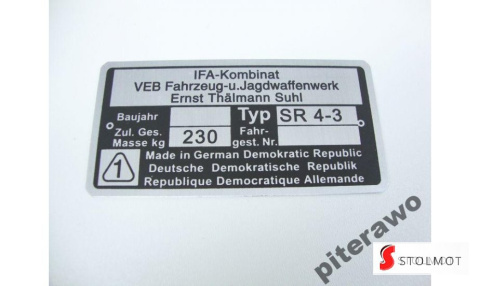 IFA-Kombinat
VEB Fahrzeug-u.Jagdwaffenwerk
Ernst Thälmann Suhl
Baujahr Typ SR 4-3
Zul. Ges. Masse kg 230 Fahr-gest. Nr.
1 Made in German Demokratic Republic
Deutsche Demokratische Republik
Republique Democratique Allemande
piterawo
S STOLMOT